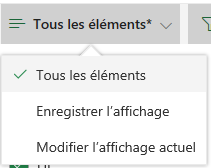 Tous les éléments*
Tous les éléments
Enregistrer l’affichage
Modifier l’affichage actuel